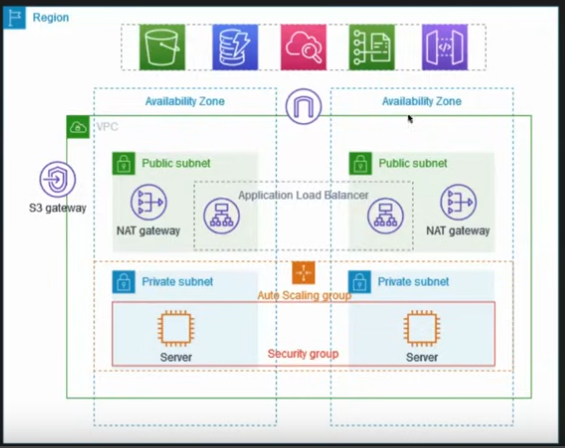 Region
Availability Zone
Availability Zone
VPC
Public subnet
Public subnet
S3 gateway
Application Load Balancer
NAT gateway
NAT gateway
Private subnet
Private subnet
Auto Scaling group
Server
Security group
Server